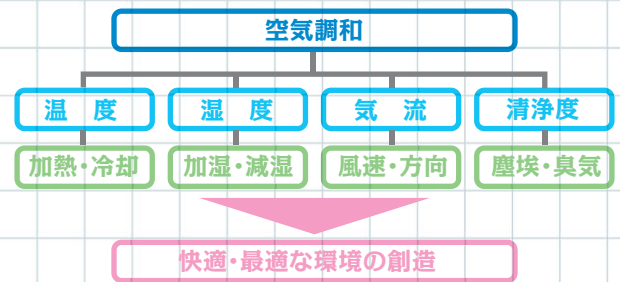 空気調和
温　度
湿　度
気　流
清浄度
加熱・冷却
加湿・減湿
風速・方向
塵埃・臭気
快適・最適な環境の創造